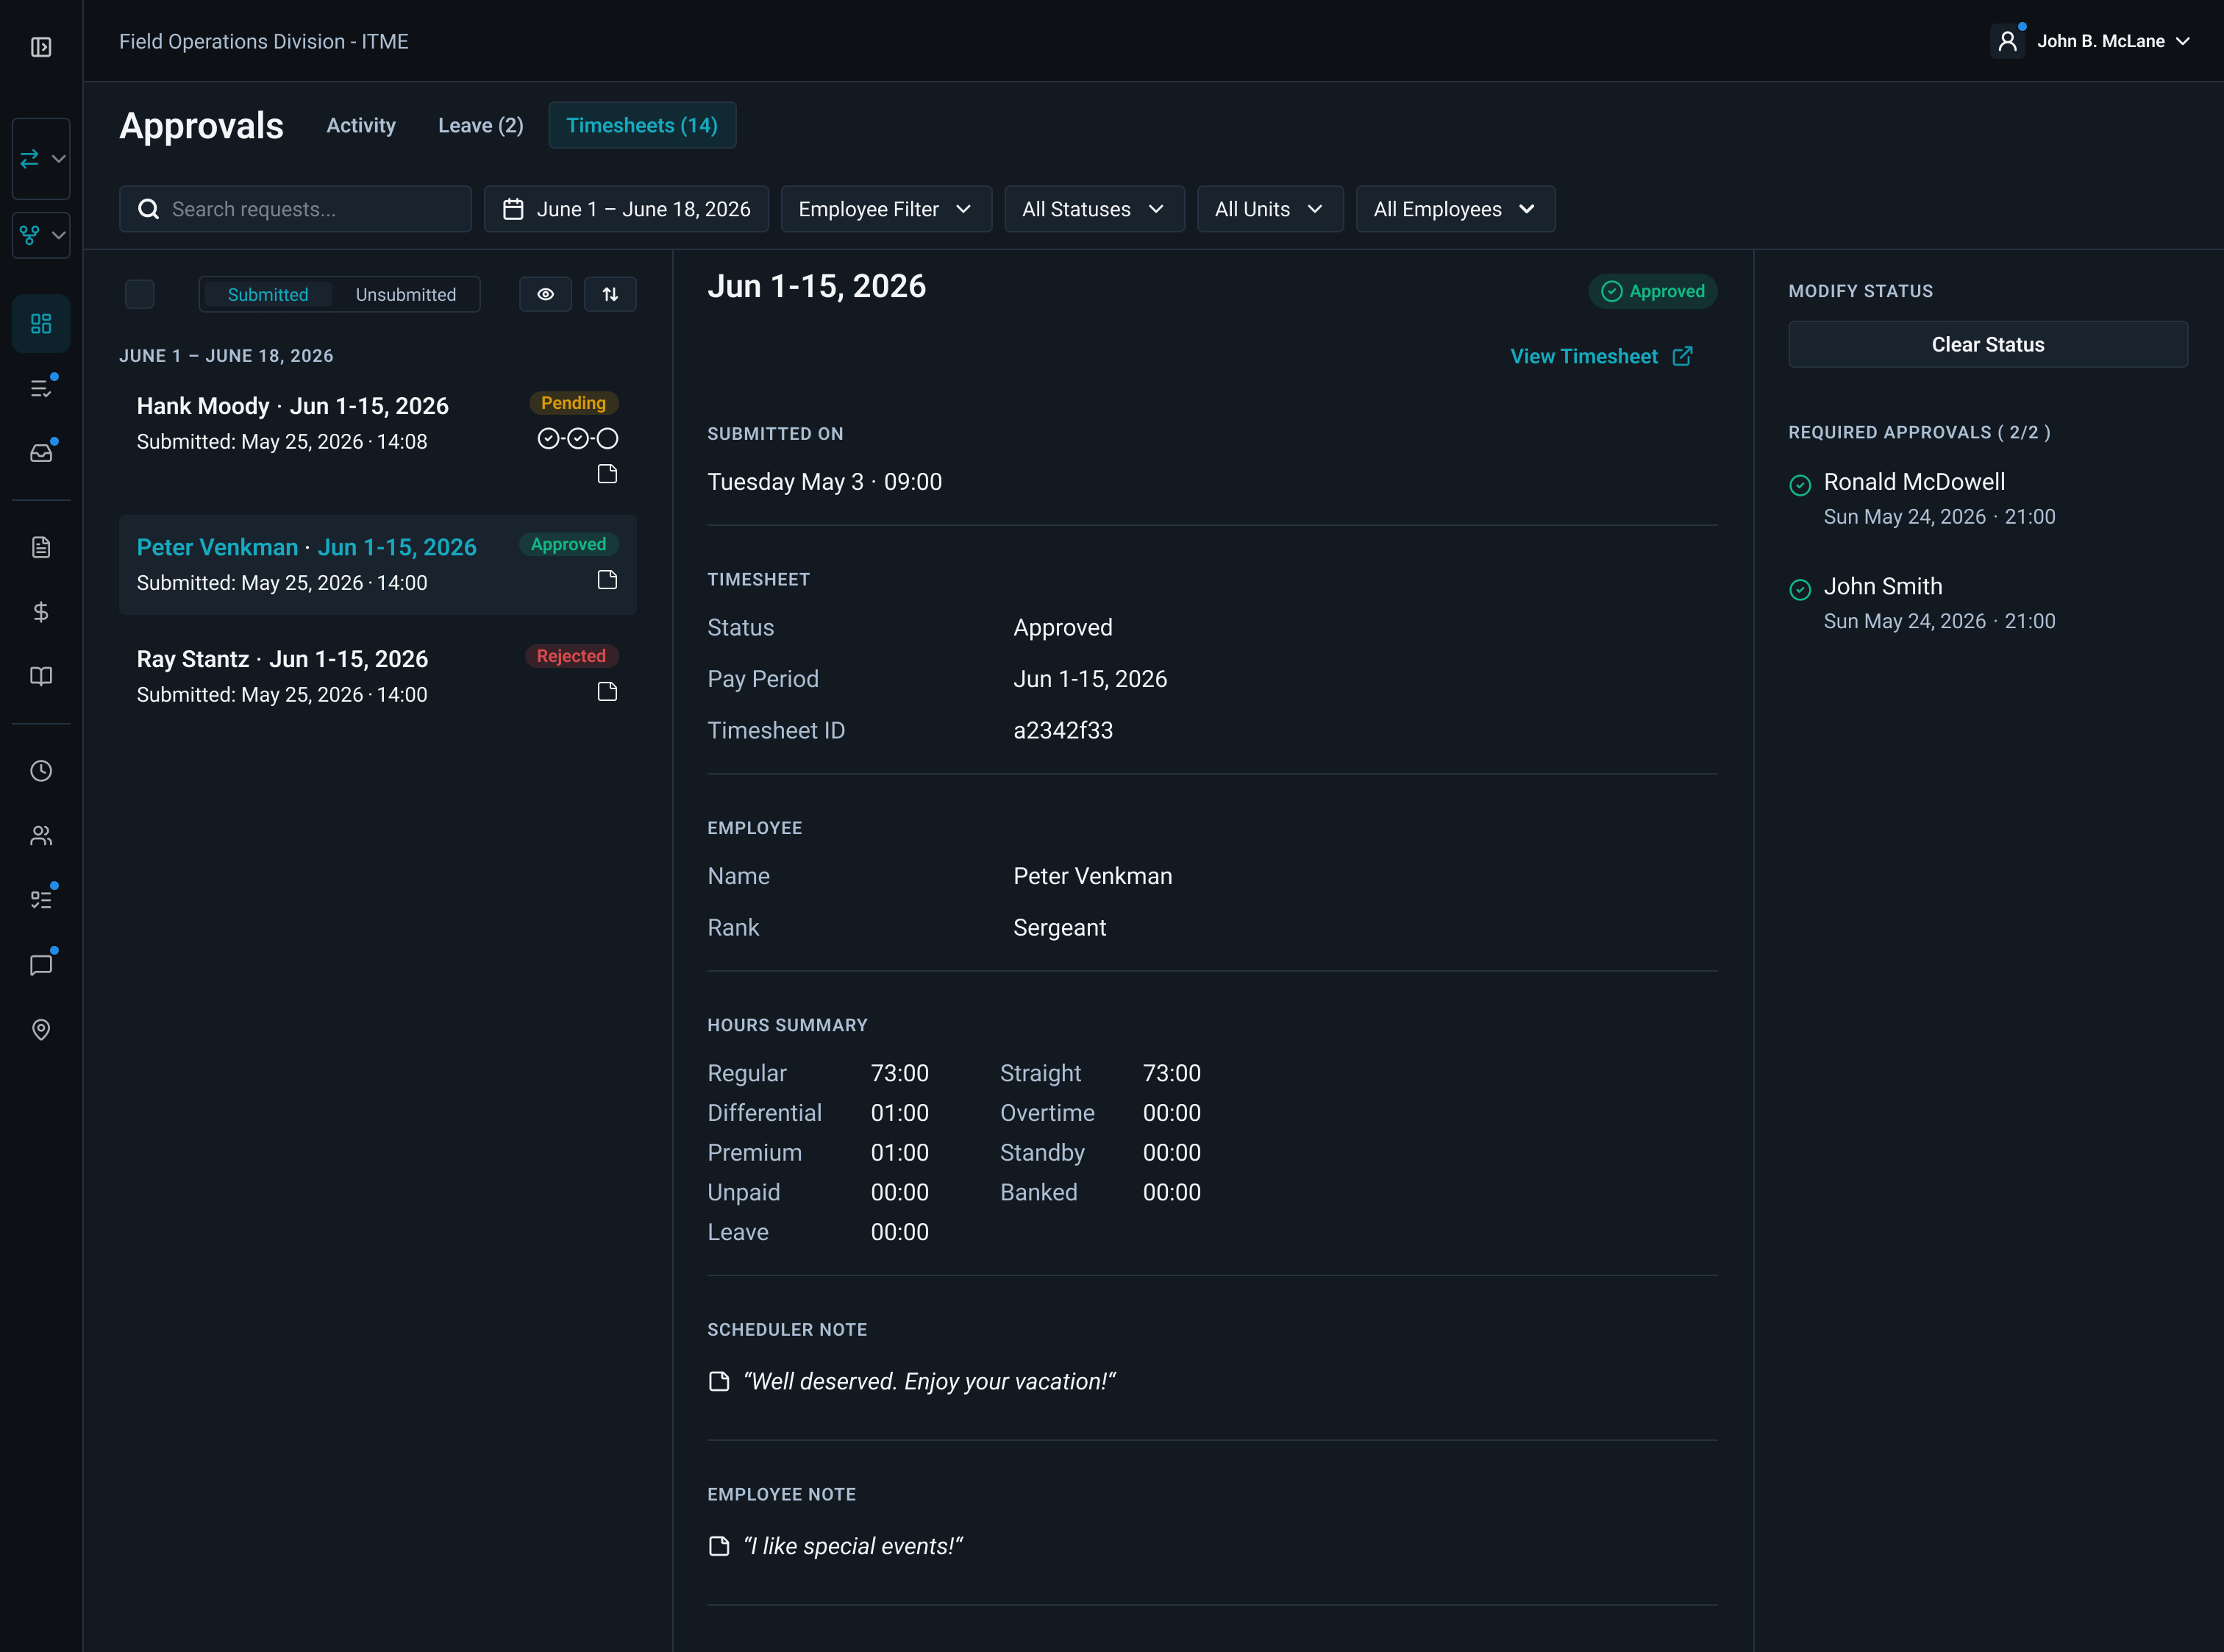 Field Operations Division - ITME
John B. McLane
Approvals
Activity
Leave (2)
Timesheets (14)
Search requests...
June 1 – June 18, 2026
Employee Filter
All Statuses
All Units
All Employees
Submitted
Unsubmitted
JUNE 1 – JUNE 18, 2026
Hank Moody · Jun 1-15, 2026
Pending
Submitted: May 25, 2026 · 14:08
Peter Venkman · Jun 1-15, 2026
Approved
Submitted: May 25, 2026 · 14:00
Ray Stantz · Jun 1-15, 2026
Rejected
Submitted: May 25, 2026 · 14:00
Jun 1-15, 2026
Approved
View Timesheet
SUBMITTED ON
Tuesday May 3 · 09:00
TIMESHEET
Status Approved
Pay Period Jun 1-15, 2026
Timesheet ID a2342f33
EMPLOYEE
Name Peter Venkman
Rank Sergeant
HOURS SUMMARY
Regular 73:00 Straight 73:00
Differential 01:00 Overtime 00:00
Premium 01:00 Standby 00:00
Unpaid 00:00 Banked 00:00
Leave 00:00
SCHEDULER NOTE
“Well deserved. Enjoy your vacation!“
EMPLOYEE NOTE
“I like special events!“
MODIFY STATUS
Clear Status
REQUIRED APPROVALS ( 2/2 )
Ronald McDowell
Sun May 24, 2026 · 21:00
John Smith
Sun May 24, 2026 · 21:00